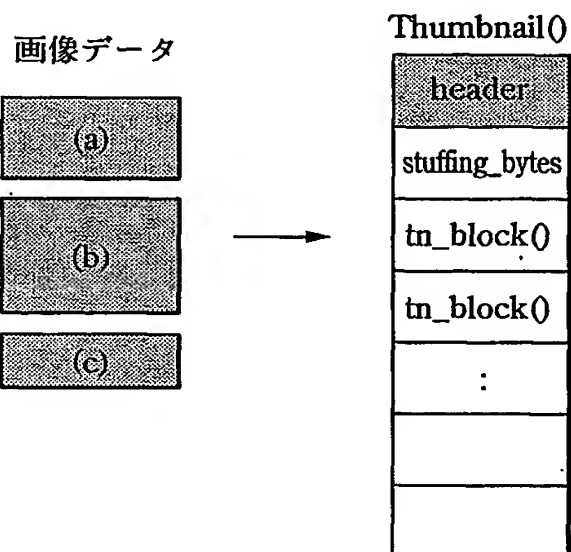 画像データ
(a)
(b)
(c)
Thumbnail()
header
stuffing_bytes
tn_block()
tn_block()
: